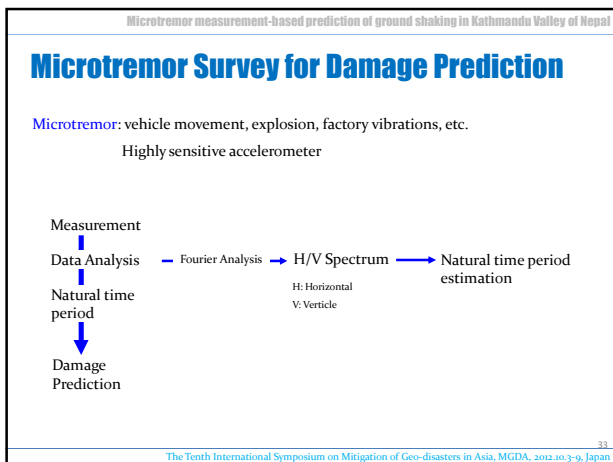 Microtremor measurement-based prediction of ground shaking in Kathmandu Valley of Nepal
Microtremor Survey for Damage Prediction
Microtremor: vehicle movement, explosion, factory vibrations, etc.
Highly sensitive accelerometer
Measurement
Data Analysis
Fourier Analysis
H/V Spectrum
Natural time period
estimation
H: Horizontal
V: Verticle
Natural time
period
Damage
Prediction
33
The Tenth International Symposium on Mitigation of Geo-disasters in Asia, MGDA, 2012.10.3-9, Japan